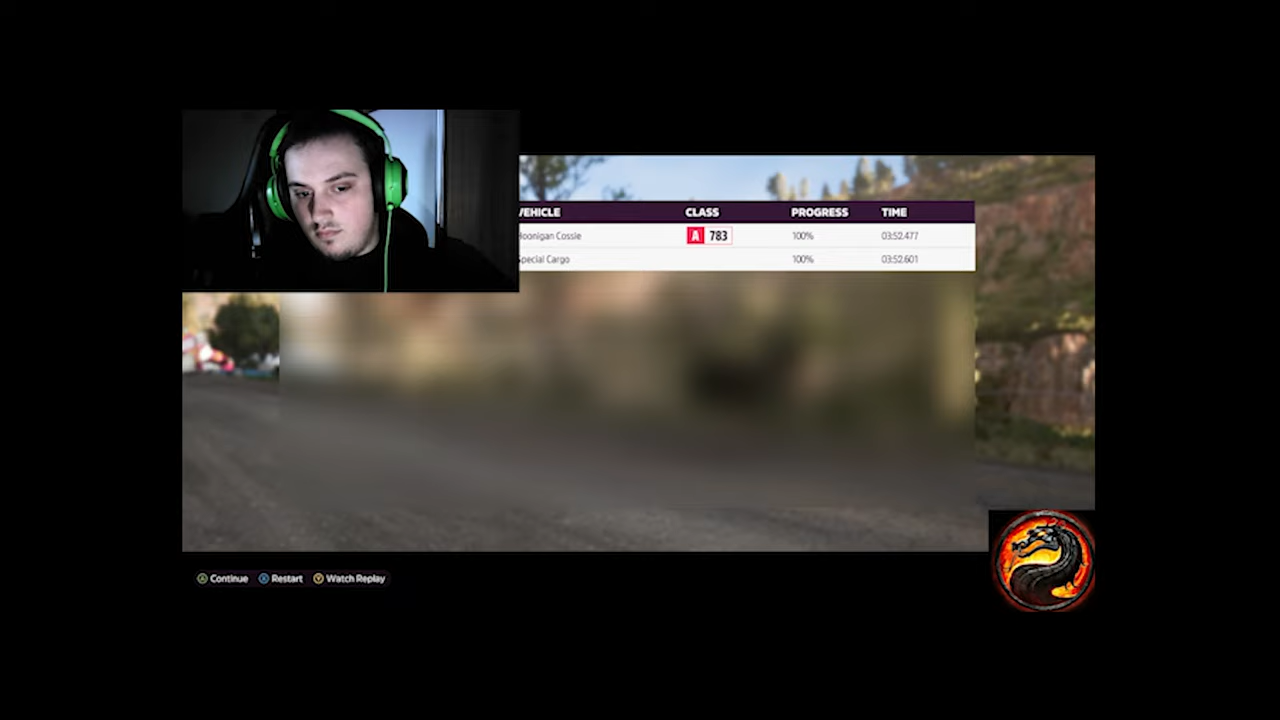 VEHICLE CLASS PROGRESS TIME
Hoonigan Cossie A 783 100% 03:52.477
Special Cargo 100% 03:52.601
Continue Restart Watch Replay